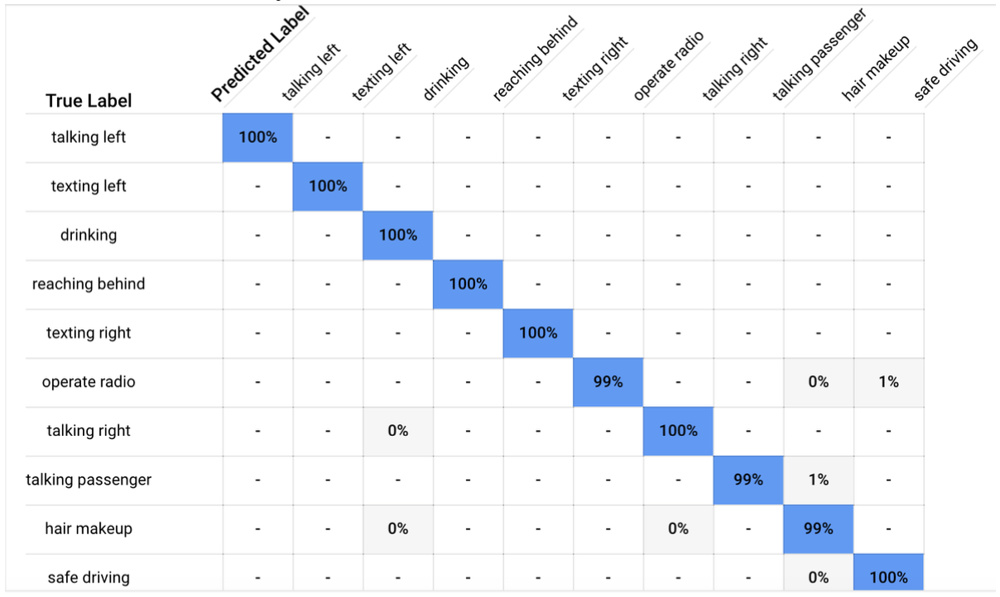 Predicted Label
talking left
texting left
drinking
reaching behind
texting right
operate radio
talking right
talking passenger
hair makeup
safe driving
True Label
talking left 100% - - - - - - - - -
texting left - 100% - - - - - - - -
drinking - - 100% - - - - - - -
reaching behind - - - 100% - - - - - -
texting right - - - - 100% - - - - -
operate radio - - - - - 99% - - 0% 1%
talking right - - 0% - - - 100% - - -
talking passenger - - - - - - - 99% 1% -
hair makeup - - 0% - - - 0% - 99% -
safe driving - - - - - - - - 0% 100%